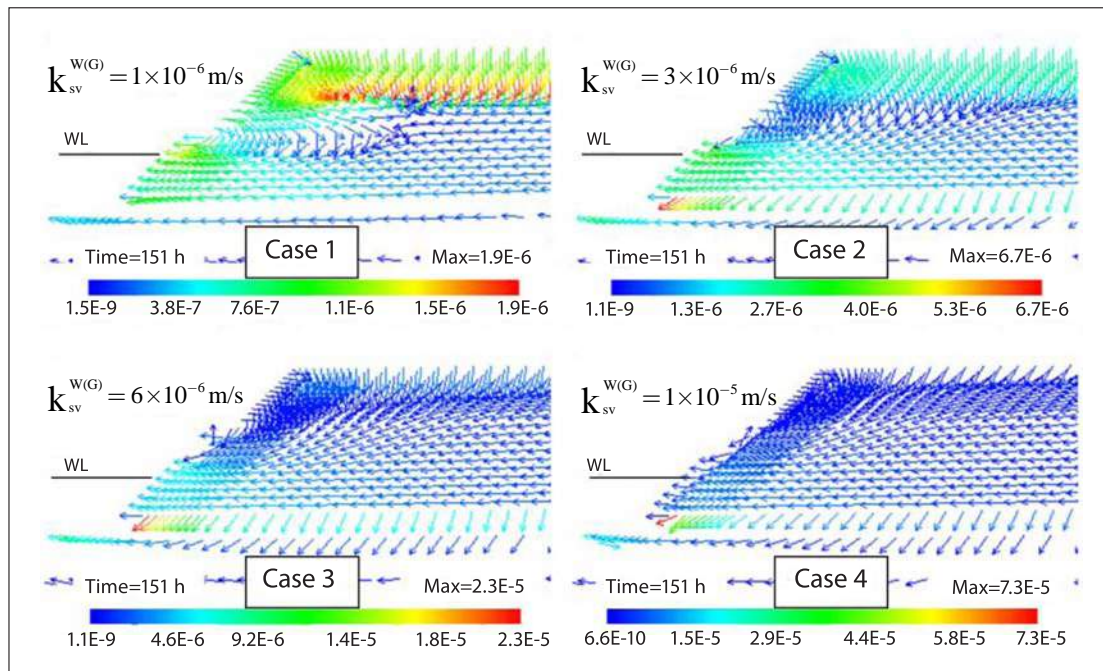 k_sv^W(G) = 1×10⁻⁶ m/s
WL
Time=151 h
Case 1
Max=1.9E-6
1.5E-9 3.8E-7 7.6E-7 1.1E-6 1.5E-6 1.9E-6
k_sv^W(G) = 3×10⁻⁶ m/s
WL
Time=151 h
Case 2
Max=6.7E-6
1.1E-9 1.3E-6 2.7E-6 4.0E-6 5.3E-6 6.7E-6
k_sv^W(G) = 6×10⁻⁶ m/s
WL
Time=151 h
Case 3
Max=2.3E-5
1.1E-9 4.6E-6 9.2E-6 1.4E-5 1.8E-5 2.3E-5
k_sv^W(G) = 1×10⁻⁵ m/s
WL
Time=151 h
Case 4
Max=7.3E-5
6.6E-10 1.5E-5 2.9E-5 4.4E-5 5.8E-5 7.3E-5